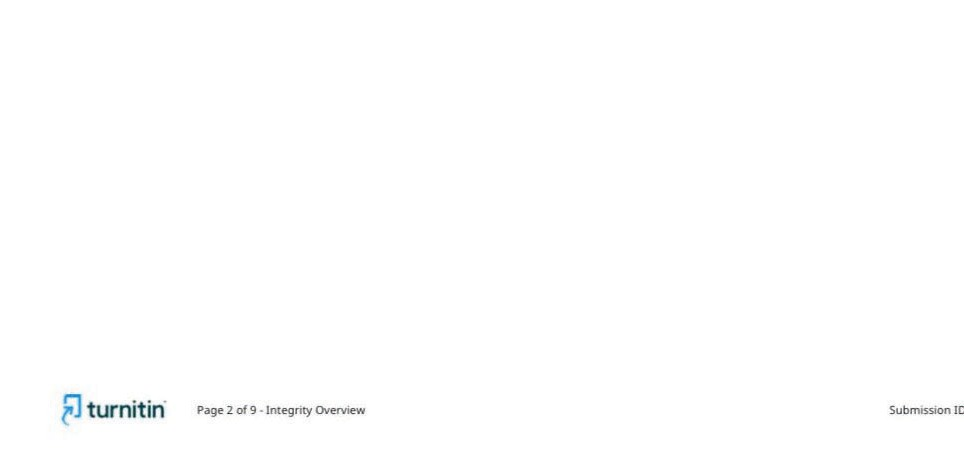 turnitin Page 2 of 9 - Integrity Overview Submission ID